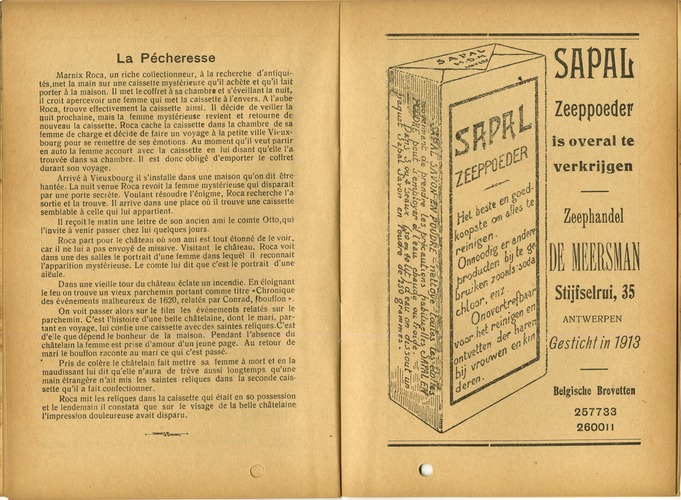 La Pécheresse
Marnix Roca, un riche collectionneur, à la recherche d'antiqui-
tés,met la main sur une caissette mystérieuse qu'il achète et qu'il fait
porter à la maison. Il met le coffret à sa chambre et s'éveillant la nuit,
il croit apercevoir une femme qui met la caissette à l'envers. A l'aube
Roca, trouve effectivement la caissette ainsi. Il décide de veiller la
nuit prochaine, mais la femme mystérieuse revient et retourne de
nouveau la caissette. Roca cache la caissette dans la chambre de sa
femme de charge et décide de faire un voyage à la petite ville Vieux-
bourg pour se remettre de ses émotions. Au moment qu'il veut partir
en auto la femme accourt avec la caissette en lui disant qu'elle l'a
trouvée dans sa chambre. Il est donc obligé d'emporter le coffret
durant son voyage.
Arrivé à Vieuxbourg il s'installe dans une maison qu'on dit être
hantée. La nuit venue Roca revoit la femme mystérieuse qui disparait
par une porte secrète. Voulant résoudre l'énigme, Roca recherche l'a
sortie et la trouve. Il arrive dans une place où il trouve une caissette
semblable à celle qui lui appartient.
Il reçoit le matin une lettre de son ancien ami le comte Otto,qui
l'invite à venir passer chez lui quelques jours.
Roca part pour le château où son ami est tout étonné de le voir,
car il ne lui a pas envoyé de missive. Visitant le château. Roca voit
dans une des salles le portrait d'une femme dans lequel il reconnait
l'apparition mystérieuse. Le comte lui dit que c'est le portrait d'une
aïeule.
Dans une vieille tour du château éclate un incendie. En éloignant
le feu on trouve un vieux parchemin portant comme titre «Chronique
des événements malheureux de 1620, relatés par Conrad, fbouffon ».
On voit passer alors sur le film les événements relatés sur le
parchemin. C'est l'histoire d'une belle châtelaine, dont le mari, par-
tant en voyage, lui confie une caissette avec des saintes reliques. C'est
d'elle que dépend le bonheur de la maison. Pendant l'absence du
châtelain la femme est prise d'amour d'un jeune page. Au retour de
mari le bouffon raconte au mari ce qui c'est passé.
Pris de colère le châtelain fait mettre sa femme à mort et en la
maudissant lui dit qu'elle n'aura de trève aussi longtemps qu'une
main étrangère n'ait mis les saintes reliques dans la seconde cais-
sette qu'il a fait confectionner.
Roca mit les reliques dans la caissette qui était en so possession
et le lendemain il constata que sur le visage de la belle châtelaine
l'impression douleureuse avait disparu.
SAPAL
SAPAL
ZEEPPOEDER
Het beste en goed-
koopste om alles te
reinigen.
Onnoodig er andere
produden bij te ge
bruiken zooals:soda
chloor, enz.
Onovertrefbaar
voor het reinigen en
ontvetten der haren
bij vrouwen en kin
deren.
SAPAL SAVON EN POUDRE
SAPAL
Zeeppoeder
is overal te
verkrijgen
Zeephandel
DE MEERSMAN
Stijfselrui, 35
ANTWERPEN
Gesticht in 1913
Belgische Brevetten
257733
260011